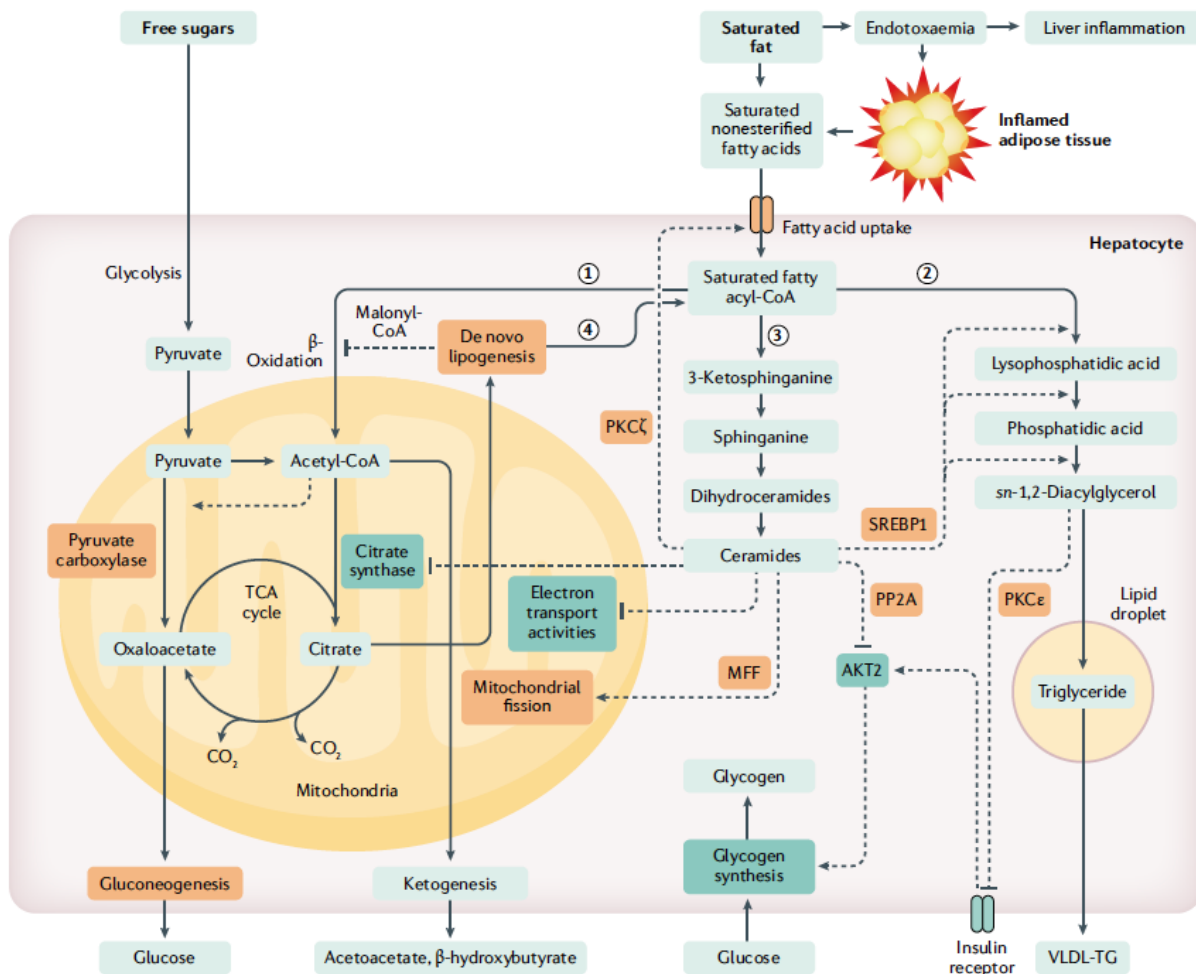 Free sugars
Saturated
fat
Endotoxaemia
Liver inflammation
Saturated
nonesterified
fatty acids
Inflamed
adipose tissue
Fatty acid uptake
Hepatocyte
Glycolysis
①
Saturated fatty
acyl-CoA
②
Malonyl-
CoA
De novo
lipogenesis
④
③
β-
Oxidation
Pyruvate
3-Ketosphinganine
Lysophosphatidic acid
PKCζ
Sphinganine
Phosphatidic acid
Pyruvate
Acetyl-CoA
Dihydroceramides
sn-1,2-Diacylglycerol
SREBP1
Pyruvate
carboxylase
Citrate
synthase
Ceramides
TCA
cycle
Electron
transport
activities
PP2A
PKCε
Lipid
droplet
Oxaloacetate
Citrate
MFF
AKT2
Mitochondrial
fission
Triglyceride
CO₂
CO₂
Mitochondria
Glycogen
Gluconeogenesis
Ketogenesis
Glycogen
synthesis
Glucose
Acetoacetate, β-hydroxybutyrate
Glucose
Insulin
receptor
VLDL-TG